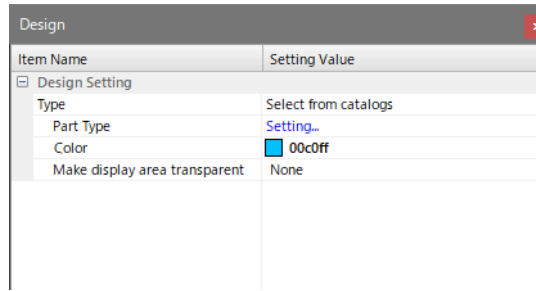 Design
Item Name Setting Value
Design Setting
Type Select from catalogs
Part Type Setting...
Color 00c0ff
Make display area transparent None